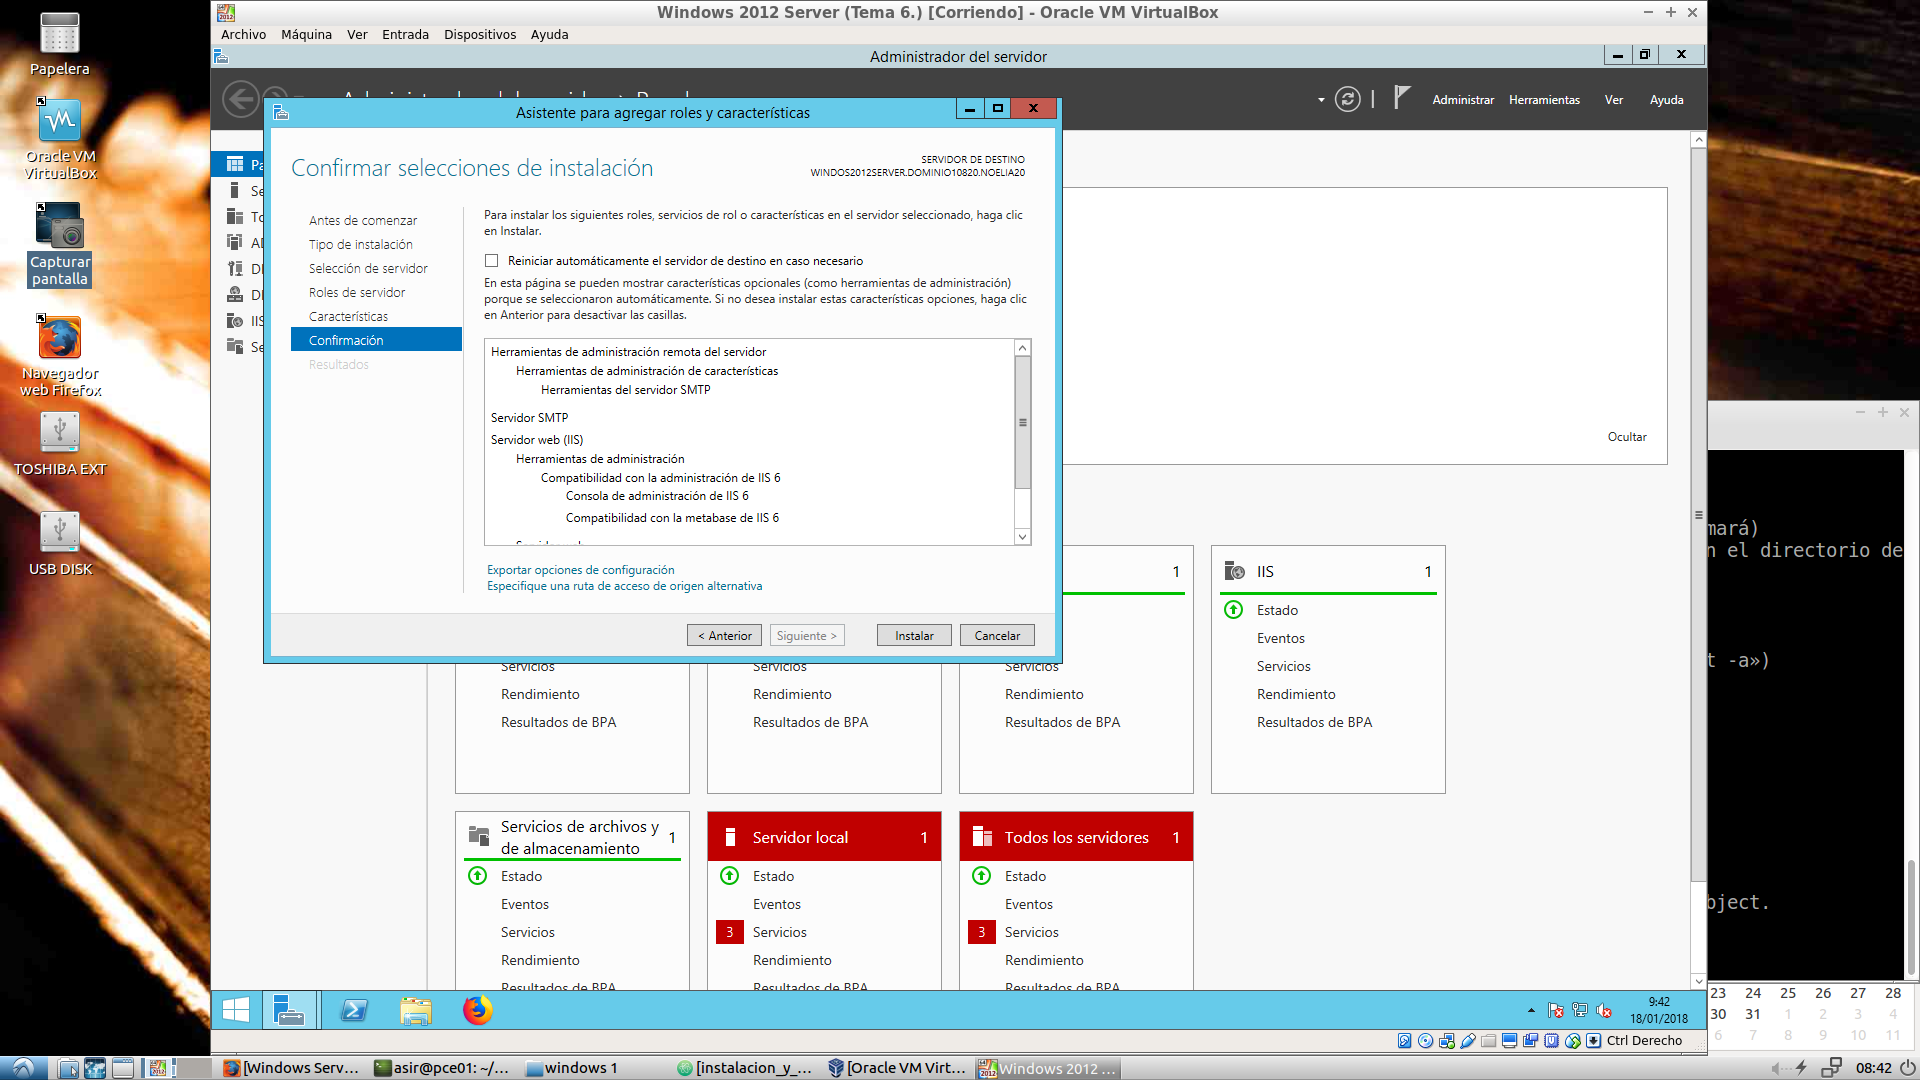 Papelera
Oracle VM
VirtualBox
Capturar
pantalla
Navegador
web Firefox
TOSHIBA EXT
USB DISK
Windows 2012 Server (Tema 6.) [Corriendo] - Oracle VM VirtualBox
Archivo Máquina Ver Entrada Dispositivos Ayuda
Administrador del servidor
Administrar Herramientas Ver Ayuda
Asistente para agregar roles y características
Confirmar selecciones de instalación
SERVIDOR DE DESTINO
WINDOS2012SERVER.DOMINIO10820.NOELIA20
Antes de comenzar
Tipo de instalación
Selección de servidor
Roles de servidor
Características
Confirmación
Resultados
Para instalar los siguientes roles, servicios de rol o características en el servidor seleccionado, haga clic
en Instalar.
Reiniciar automáticamente el servidor de destino en caso necesario
En esta página se pueden mostrar características opcionales (como herramientas de administración)
porque se seleccionaron automáticamente. Si no desea instalar estas características opciones, haga clic
en Anterior para desactivar las casillas.
Herramientas de administración remota del servidor
Herramientas de administración de características
Herramientas del servidor SMTP
Servidor SMTP
Servidor web (IIS)
Herramientas de administración
Compatibilidad con la administración de IIS 6
Consola de administración de IIS 6
Compatibilidad con la metabase de IIS 6
Exportar opciones de configuración
Especifique una ruta de acceso de origen alternativa
< Anterior Siguiente > Instalar Cancelar
Pa
Se
To
AD
IIS
Se
Ocultar
1
IIS 1
Estado
Eventos
Servicios Servicios Servicios Servicios
Rendimiento Rendimiento Rendimiento Rendimiento
Resultados de BPA Resultados de BPA Resultados de BPA Resultados de BPA
Servicios de archivos y
de almacenamiento 1
Servidor local 1
Todos los servidores 1
Estado Estado Estado
Eventos Eventos Eventos
Servicios 3 Servicios 3 Servicios
Rendimiento Rendimiento Rendimiento
Resultados de BPA Resultados de BPA Resultados de BPA
9:42
18/01/2018
Ctrl Derecho
mará)
n el directorio de
t -a»)
bject.
23 24 25 26 27 28
30 31 1 2 3 4
6 7 8 9 10 11
[Windows Serv... asir@pce01: ~/... windows 1 [instalacion_y_... [Oracle VM Virt... Windows 2012 ...
08:42